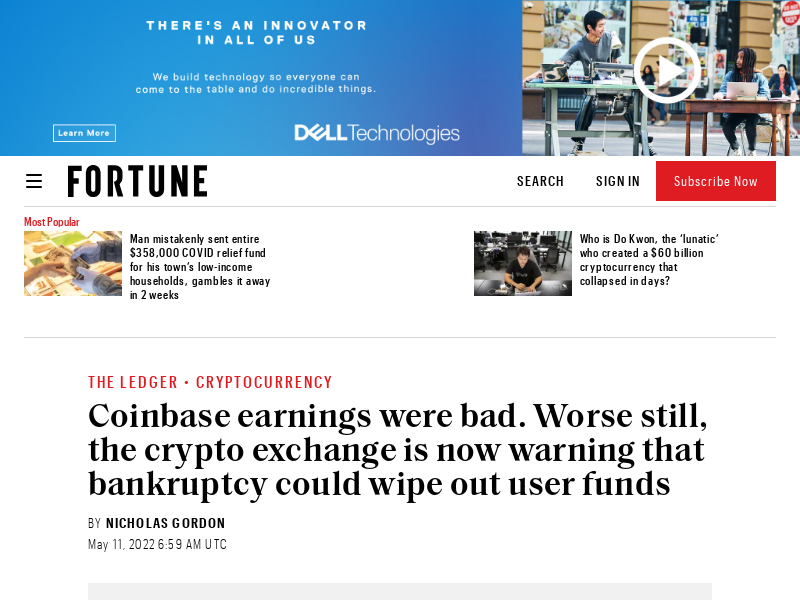 THERE'S AN INNOVATOR
IN ALL OF US
We build technology so everyone can
come to the table and do incredible things.
Learn More
DELLTechnologies
FORTUNE
SEARCH
SIGN IN
Subscribe Now
Most Popular
Man mistakenly sent entire
$358,000 COVID relief fund
for his town's low-income
households, gambles it away
in 2 weeks
Who is Do Kwon, the 'lunatic'
who created a $60 billion
cryptocurrency that
collapsed in days?
THE LEDGER • CRYPTOCURRENCY
Coinbase earnings were bad. Worse still,
the crypto exchange is now warning that
bankruptcy could wipe out user funds
BY NICHOLAS GORDON
May 11, 2022 6:59 AM UTC